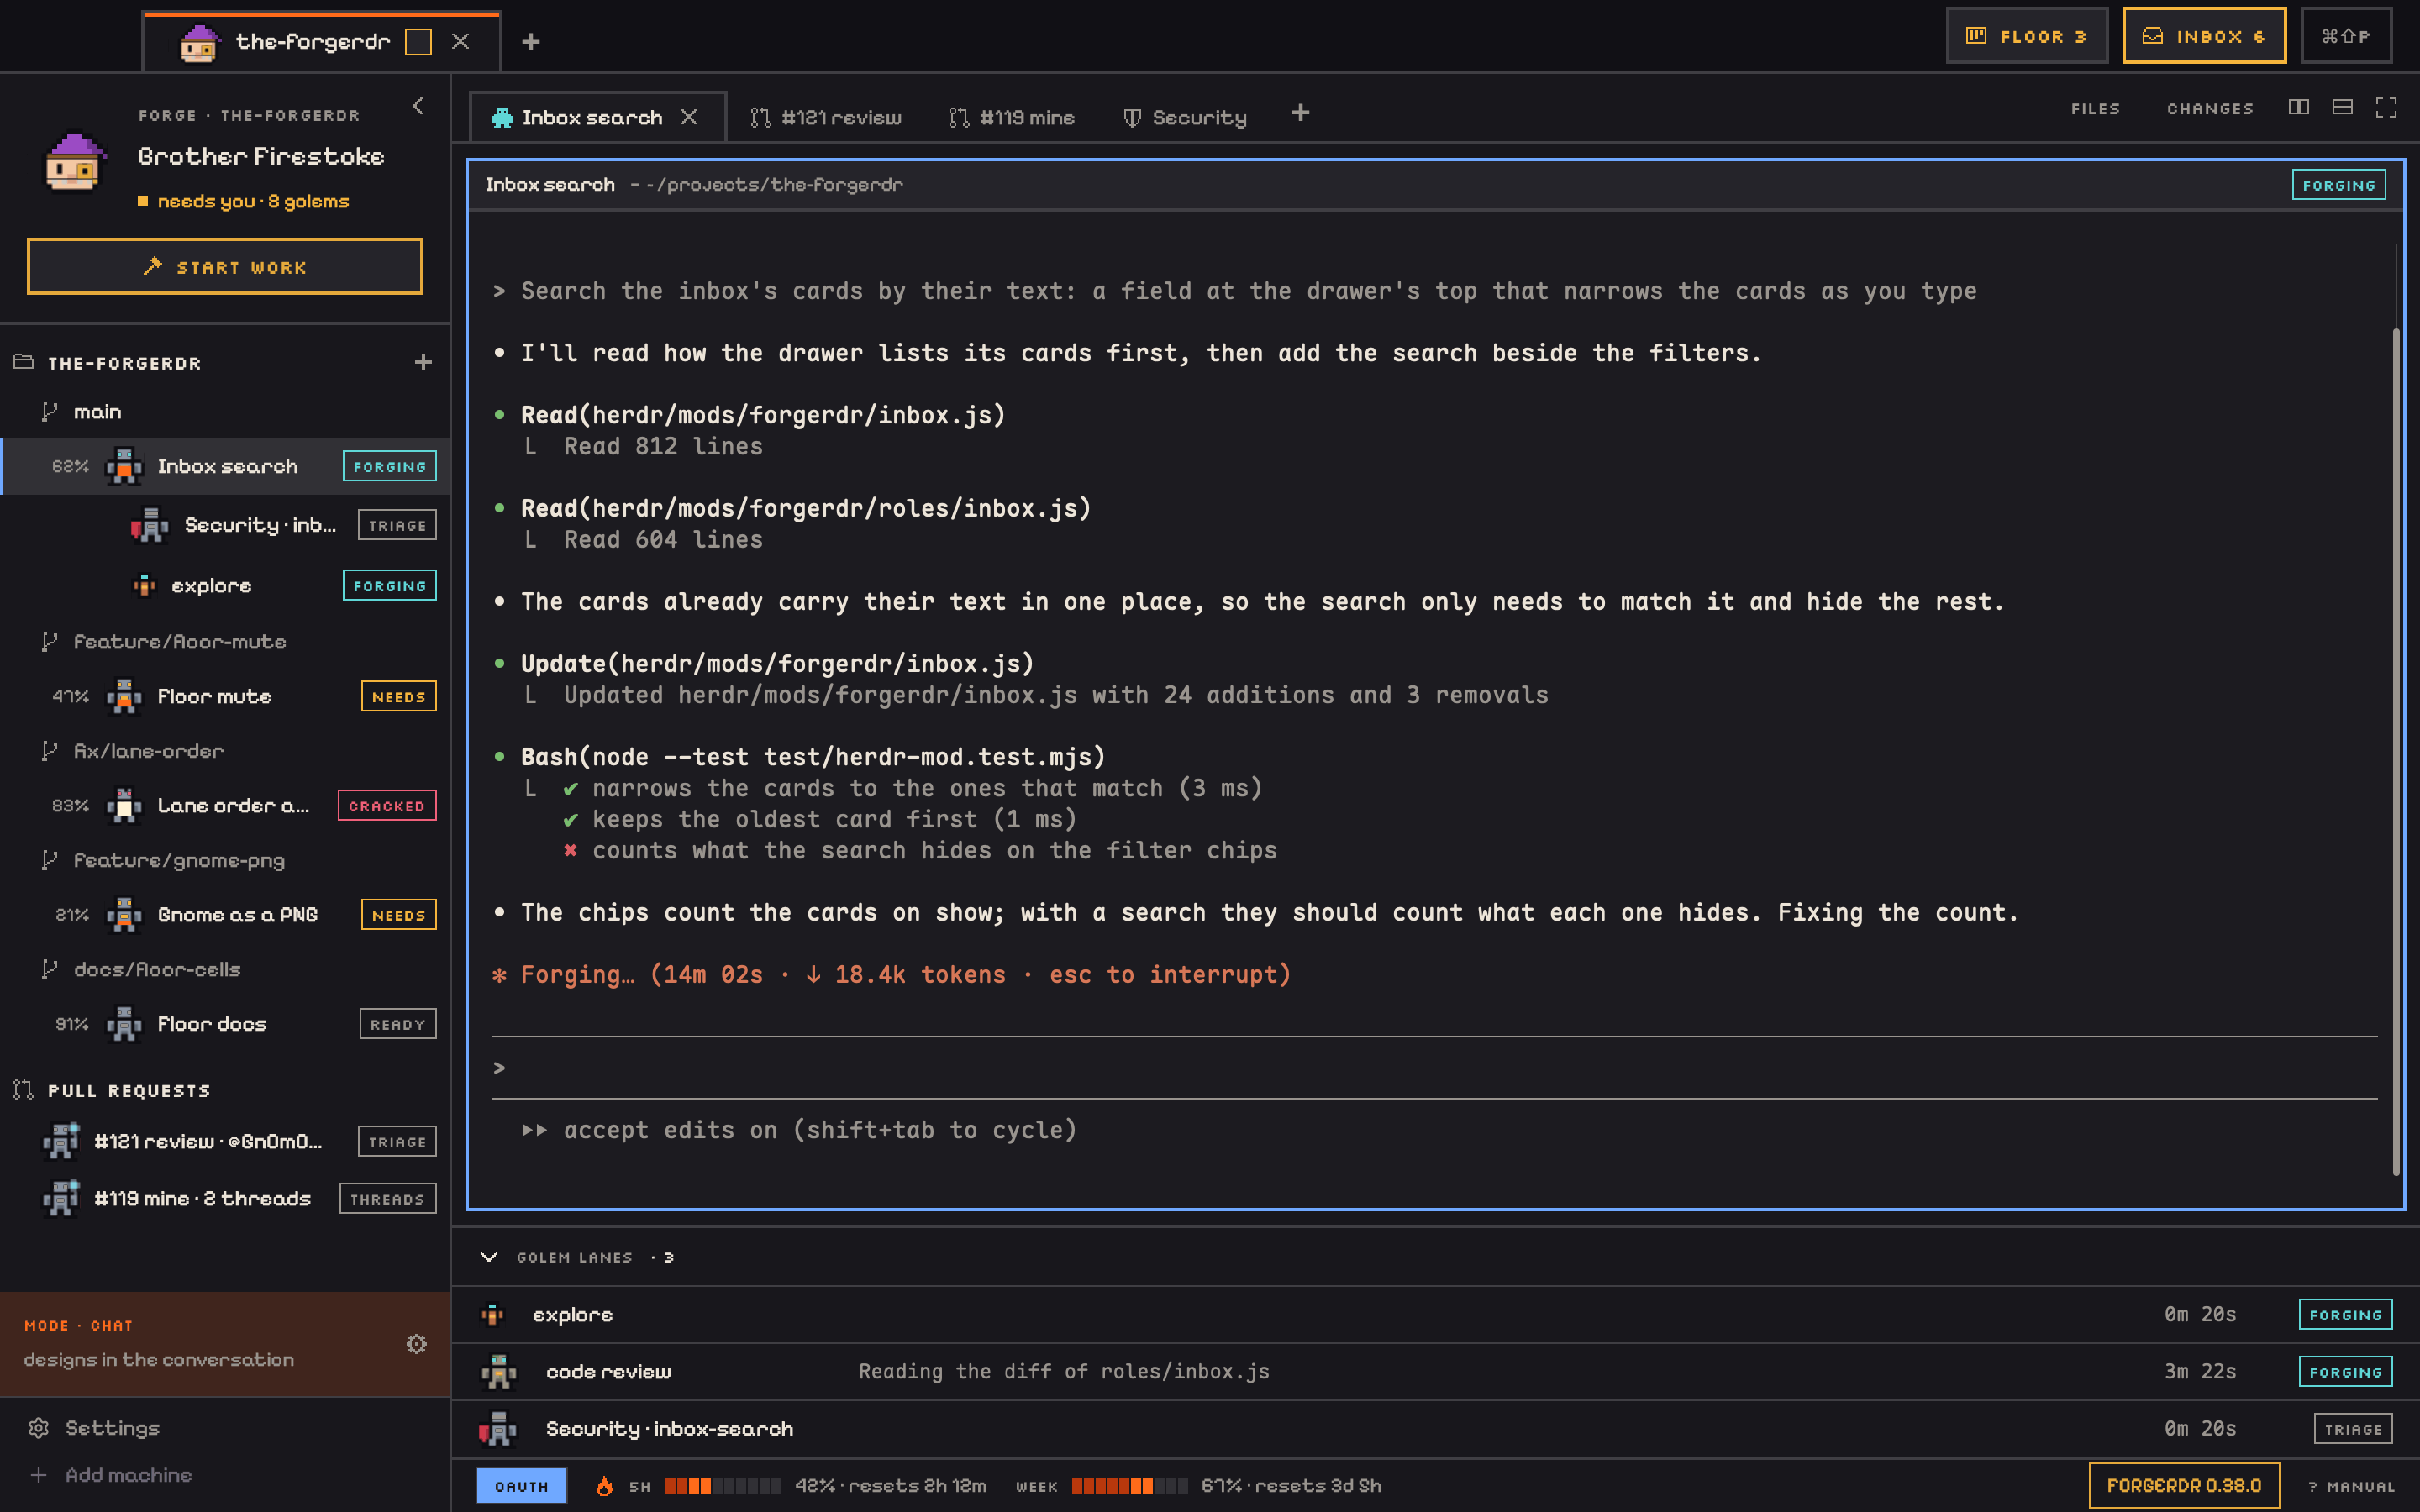 the-forgerdr
FLOOR 3
INBOX 6
⌘⇧P
FORGE · THE-FORGERDR
Brother Firestoke
needs you · 8 golems
START WORK
THE-FORGERDR
main
62% Inbox search FORGING
Security · inb... TRIAGE
explore FORGING
feature/floor-mute
47% Floor mute NEEDS
fix/lane-order
83% Lane order a... CRACKED
feature/gnome-png
21% Gnome as a PNG NEEDS
docs/floor-cells
91% Floor docs READY
PULL REQUESTS
#121 review · @Gn0m0... TRIAGE
#119 mine · 2 threads THREADS
MODE · CHAT
designs in the conversation
Settings
+ Add machine
Inbox search
#121 review
#119 mine
Security
FILES
CHANGES
Inbox search - ~/projects/the-forgerdr FORGING
> Search the inbox's cards by their text: a field at the drawer's top that narrows the cards as you type
• I'll read how the drawer lists its cards first, then add the search beside the filters.
• Read(herdr/mods/forgerdr/inbox.js)
L Read 812 lines
• Read(herdr/mods/forgerdr/roles/inbox.js)
L Read 604 lines
• The cards already carry their text in one place, so the search only needs to match it and hide the rest.
• Update(herdr/mods/forgerdr/inbox.js)
L Updated herdr/mods/forgerdr/inbox.js with 24 additions and 3 removals
• Bash(node --test test/herdr-mod.test.mjs)
L ✔ narrows the cards to the ones that match (3 ms)
✔ keeps the oldest card first (1 ms)
✖ counts what the search hides on the filter chips
• The chips count the cards on show; with a search they should count what each one hides. Fixing the count.
✻ Forging… (14m 02s · ↓ 18.4k tokens · esc to interrupt)
>
▸▸ accept edits on (shift+tab to cycle)
GOLEM LANES · 3
explore 0m 20s FORGING
code review Reading the diff of roles/inbox.js 3m 22s FORGING
Security · inbox-search 0m 20s TRIAGE
OAUTH 5H 42% · resets 2h 12m WEEK 67% · resets 3d 8h FORGERDR 0.38.0 ? MANUAL